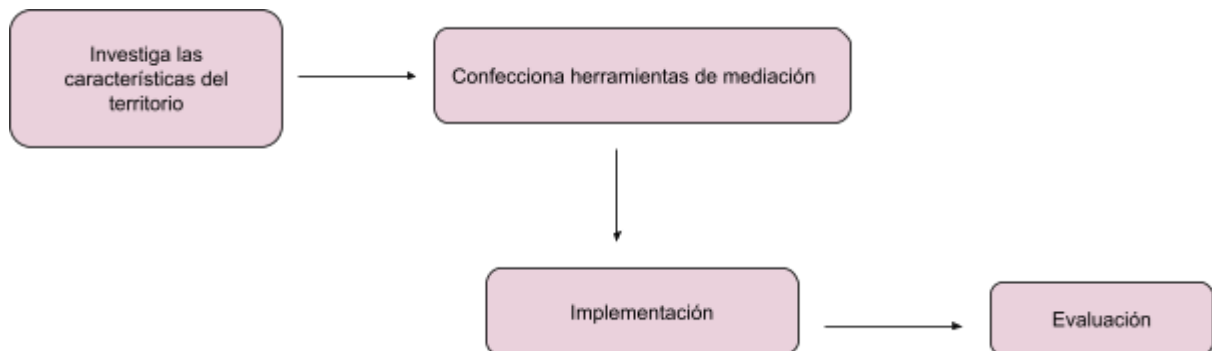 Investiga las
características del
territorio
Confecciona herramientas de mediación
Implementación
Evaluación